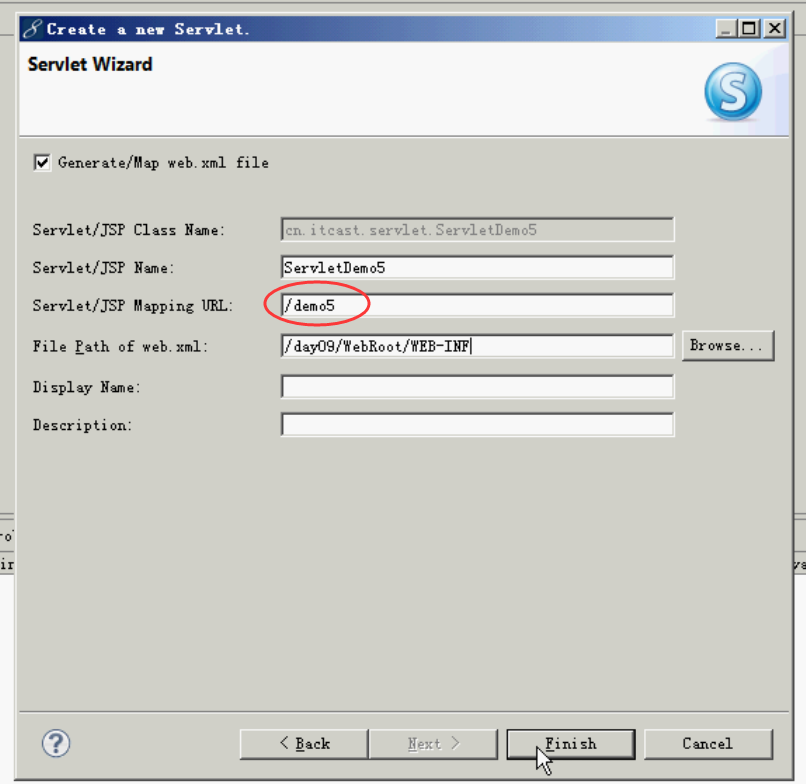 Create a new Servlet.
Servlet Wizard
Generate/Map web.xml file
Servlet/JSP Class Name: cn.itcast.servlet.ServletDemo5
Servlet/JSP Name: ServletDemo5
Servlet/JSP Mapping URL: /demo5
File Path of web.xml: /day09/WebRoot/WEB-INF Browse...
Display Name:
Description:
< Back Next > Finish Cancel